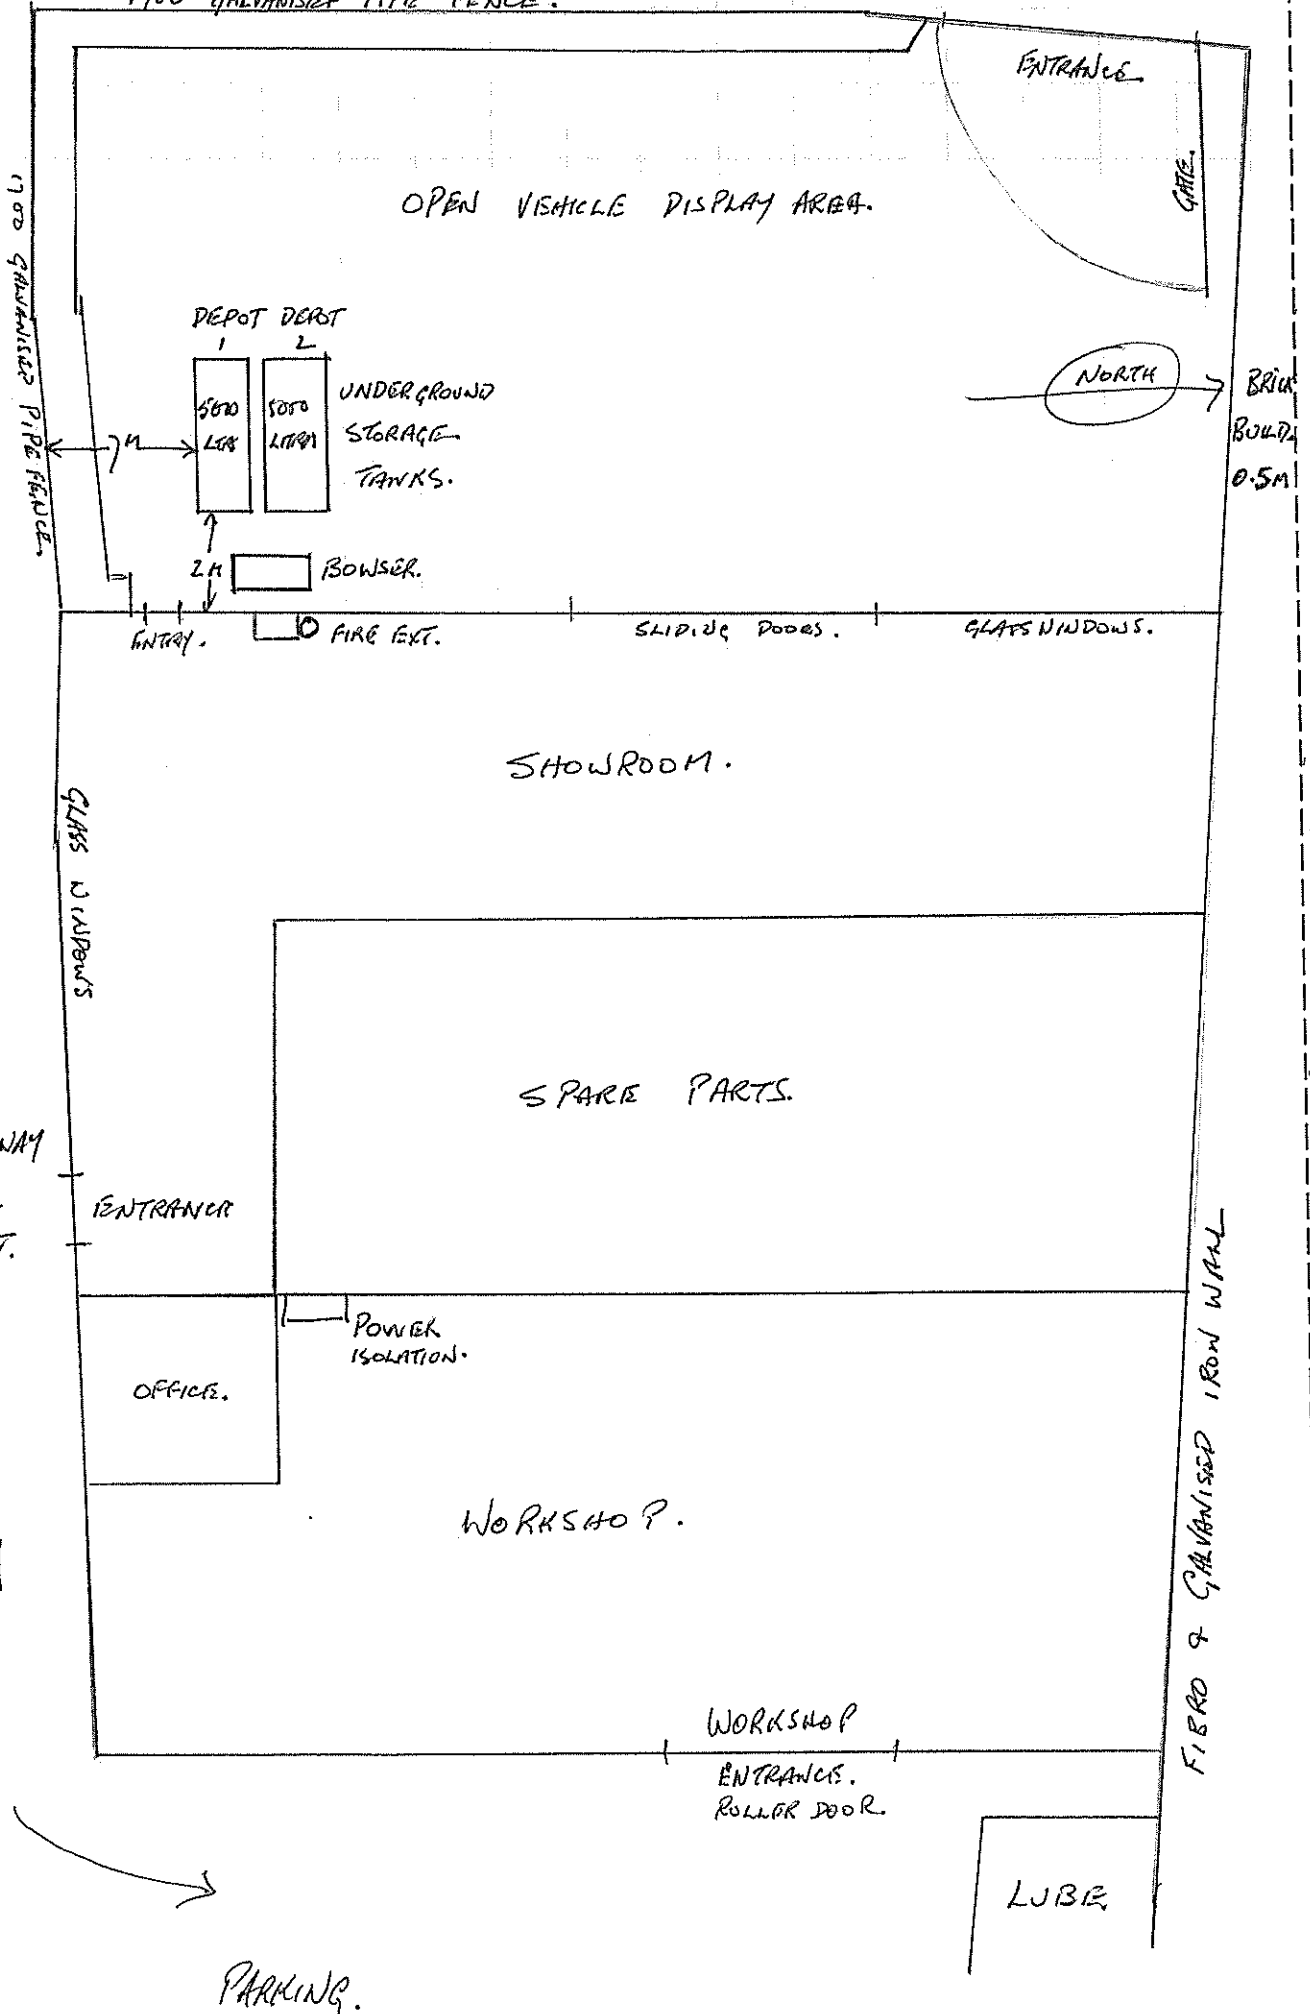 1700 GALVANISED PIPE FENCE.
ENTRANCE
GATE.
OPEN VEHICLE DISPLAY AREA.
1700 GALVANISED PIPE FENCE.
DEPOT DEPOT
1 2
5000 LTR
5000 LITRES
UNDERGROUND
STORAGE
TANKS.
7M
NORTH
BRICK
BUILD.
0.5M
2M
BOWSER.
ENTRY.
FIRE EXT.
SLIDING DOORS.
GLASS WINDOWS.
SHOWROOM.
GLASS WINDOWS
SPARE PARTS.
WAY
T.
ENTRANCE
POWER
ISOLATION.
OFFICE.
WORKSHOP.
FIBRO & GALVANISED IRON WALL
WORKSHOP
ENTRANCE.
ROLLER DOOR.
LUBE
PARKING.